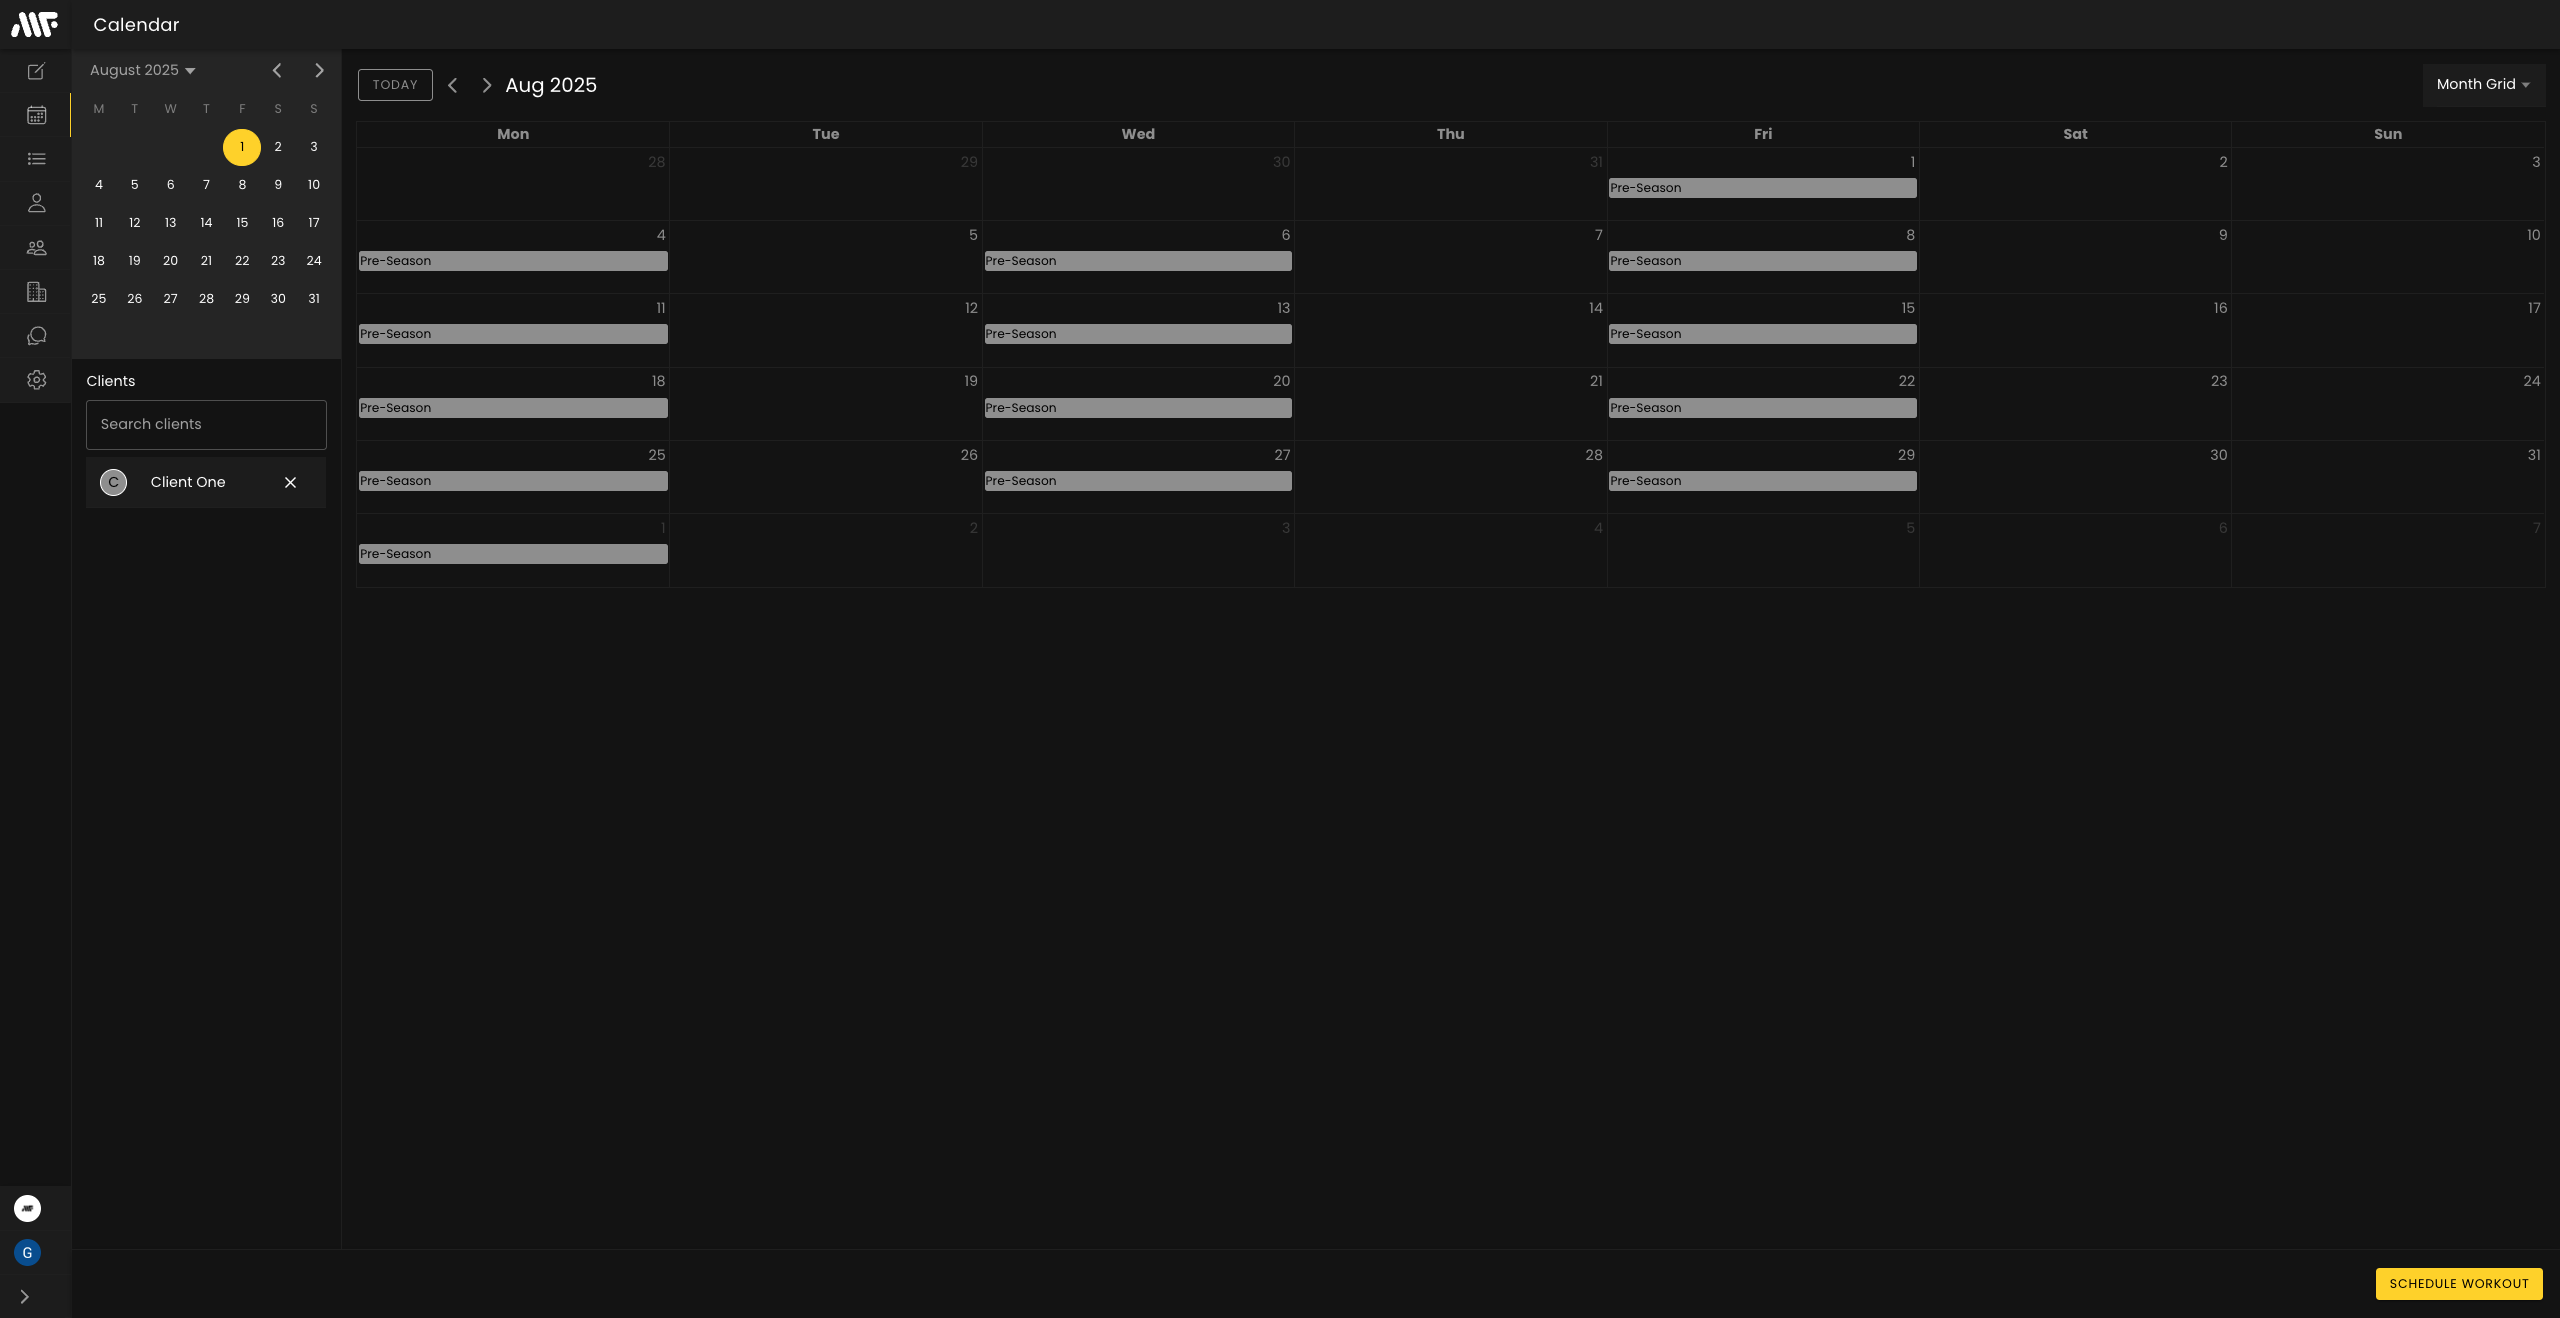 Calendar
August 2025
M T W T F S S
1 2 3
4 5 6 7 8 9 10
11 12 13 14 15 16 17
18 19 20 21 22 23 24
25 26 27 28 29 30 31
Clients
Search clients
C Client One
G
TODAY Aug 2025 Month Grid
Mon Tue Wed Thu Fri Sat Sun
28 29 30 31 1 2 3
Pre-Season
4 5 6 7 8 9 10
Pre-Season Pre-Season Pre-Season
11 12 13 14 15 16 17
Pre-Season Pre-Season Pre-Season
18 19 20 21 22 23 24
Pre-Season Pre-Season Pre-Season
25 26 27 28 29 30 31
Pre-Season Pre-Season Pre-Season
1 2 3 4 5 6 7
Pre-Season
SCHEDULE WORKOUT